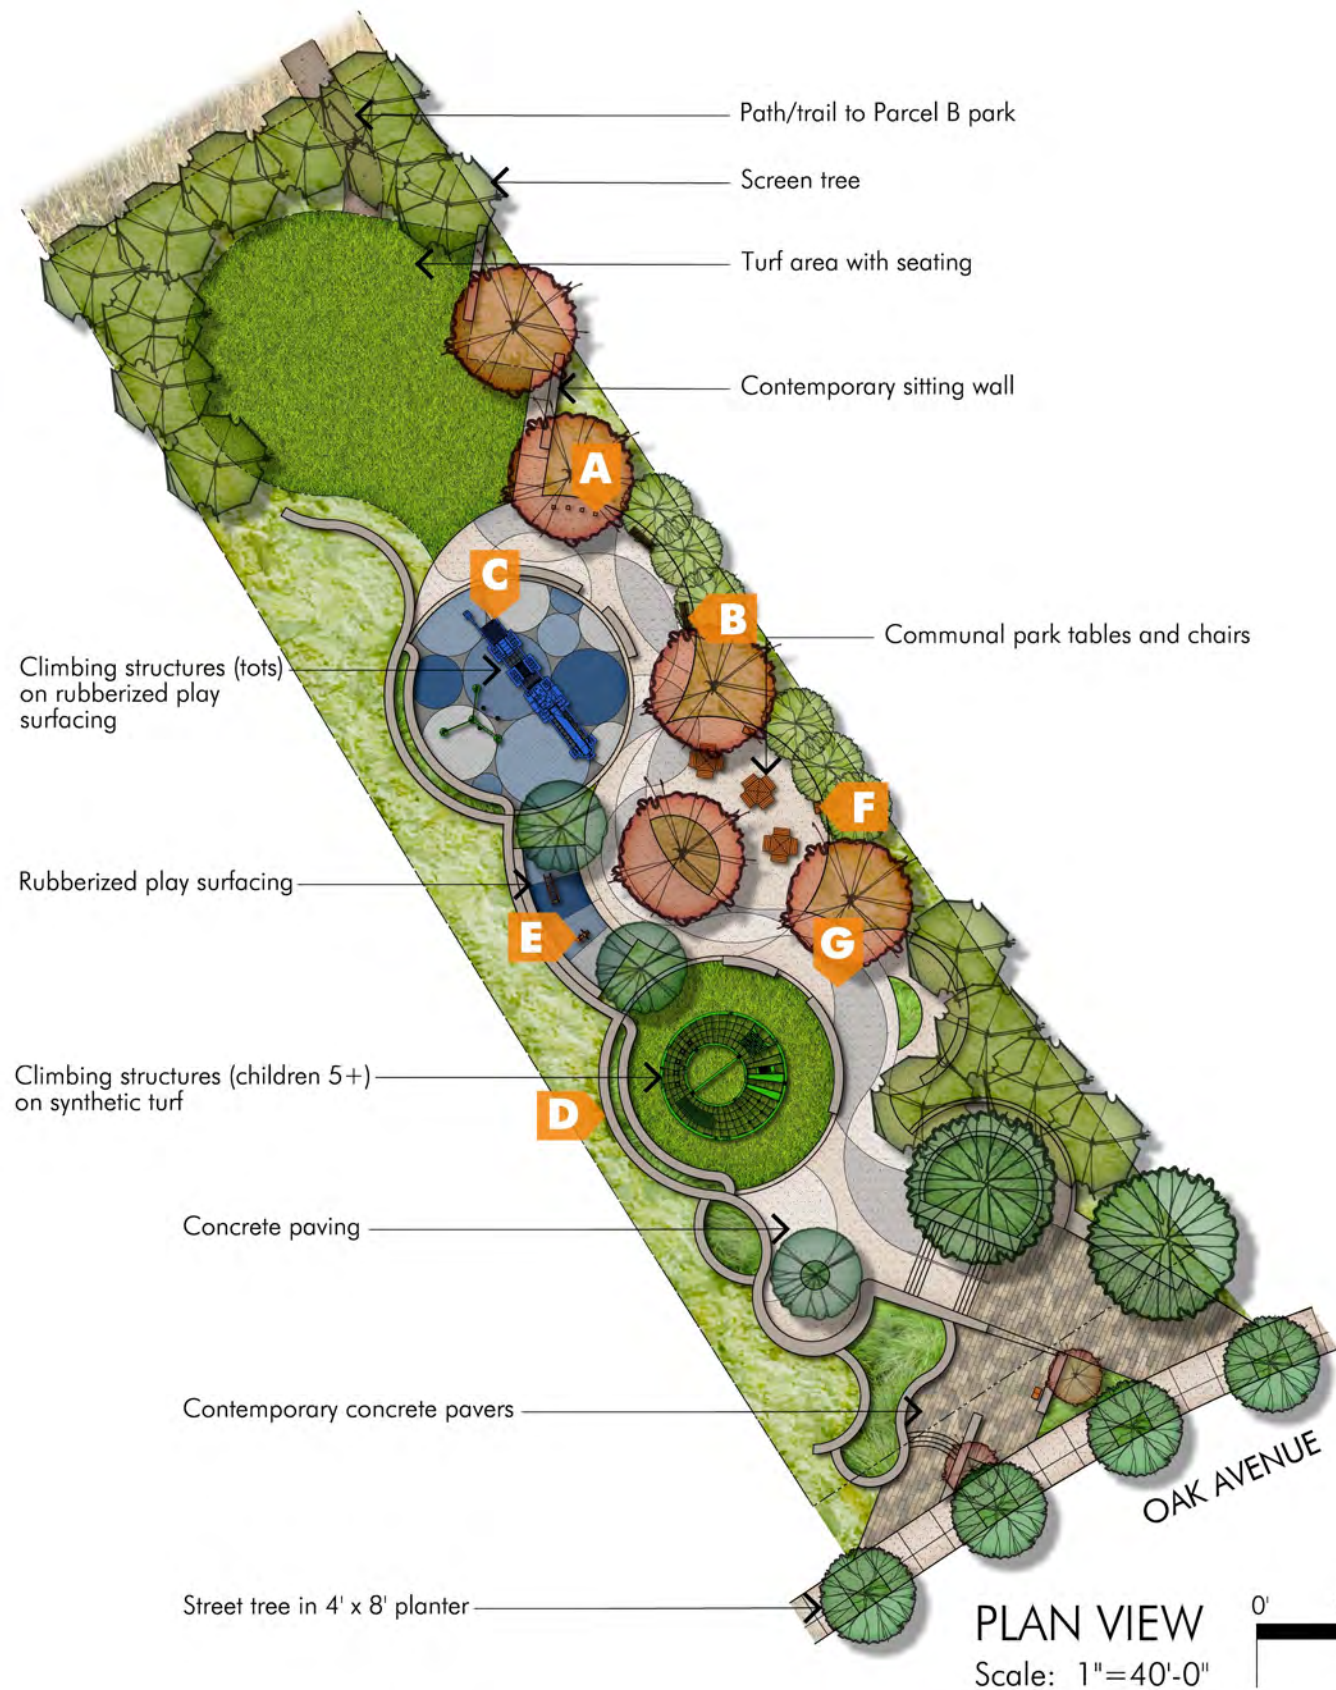 Path/trail to Parcel B park
Screen tree
Turf area with seating
Contemporary sitting wall
A
C
B
Communal park tables and chairs
Climbing structures (tots)
on rubberized play
surfacing
F
Rubberized play surfacing
E
G
Climbing structures (children 5+)
on synthetic turf
D
Concrete paving
Contemporary concrete pavers
OAK AVENUE
Street tree in 4' x 8' planter
PLAN VIEW
0'
Scale: 1"=40'-0"